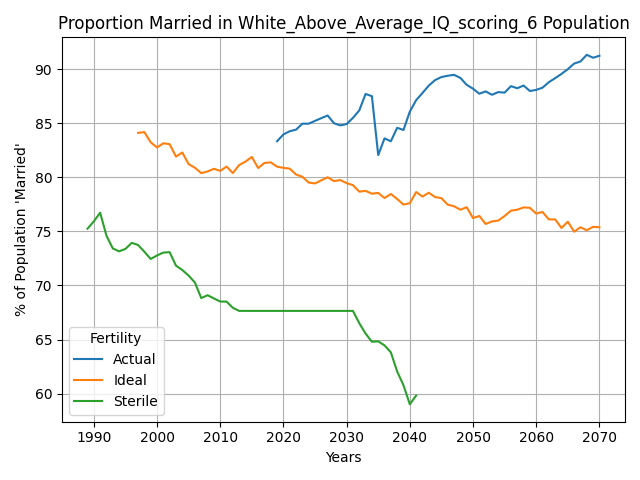 Proportion Married in White_Above_Average_IQ_scoring_6 Population
% of Population 'Married'
90
85
80
75
70
65
60
Fertility
Actual
Ideal
Sterile
1990 2000 2010 2020 2030 2040 2050 2060 2070
Years